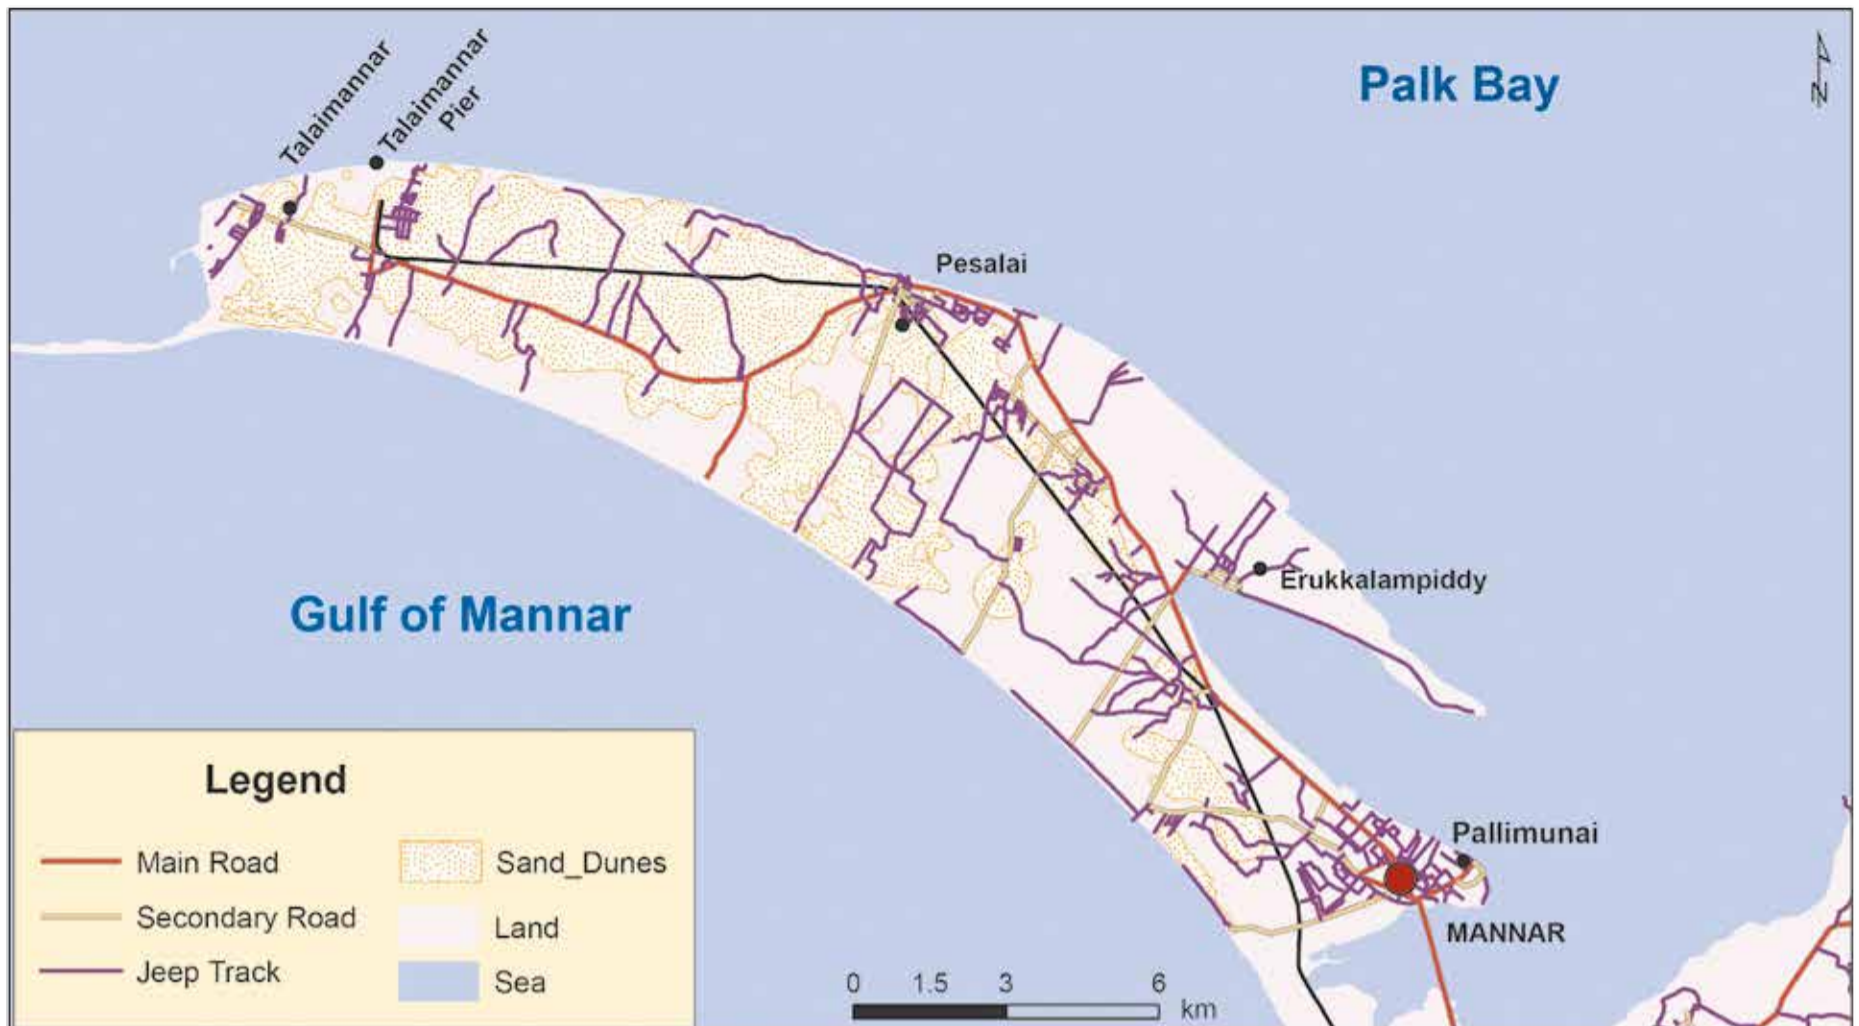 Talaimannar
Talaimannar
Pier
Palk Bay
N
Pesalai
Erukkalampiddy
Gulf of Mannar
Pallimunai
MANNAR
Legend
Main Road
Secondary Road
Jeep Track
Sand_Dunes
Land
Sea
0 1.5 3 6
km